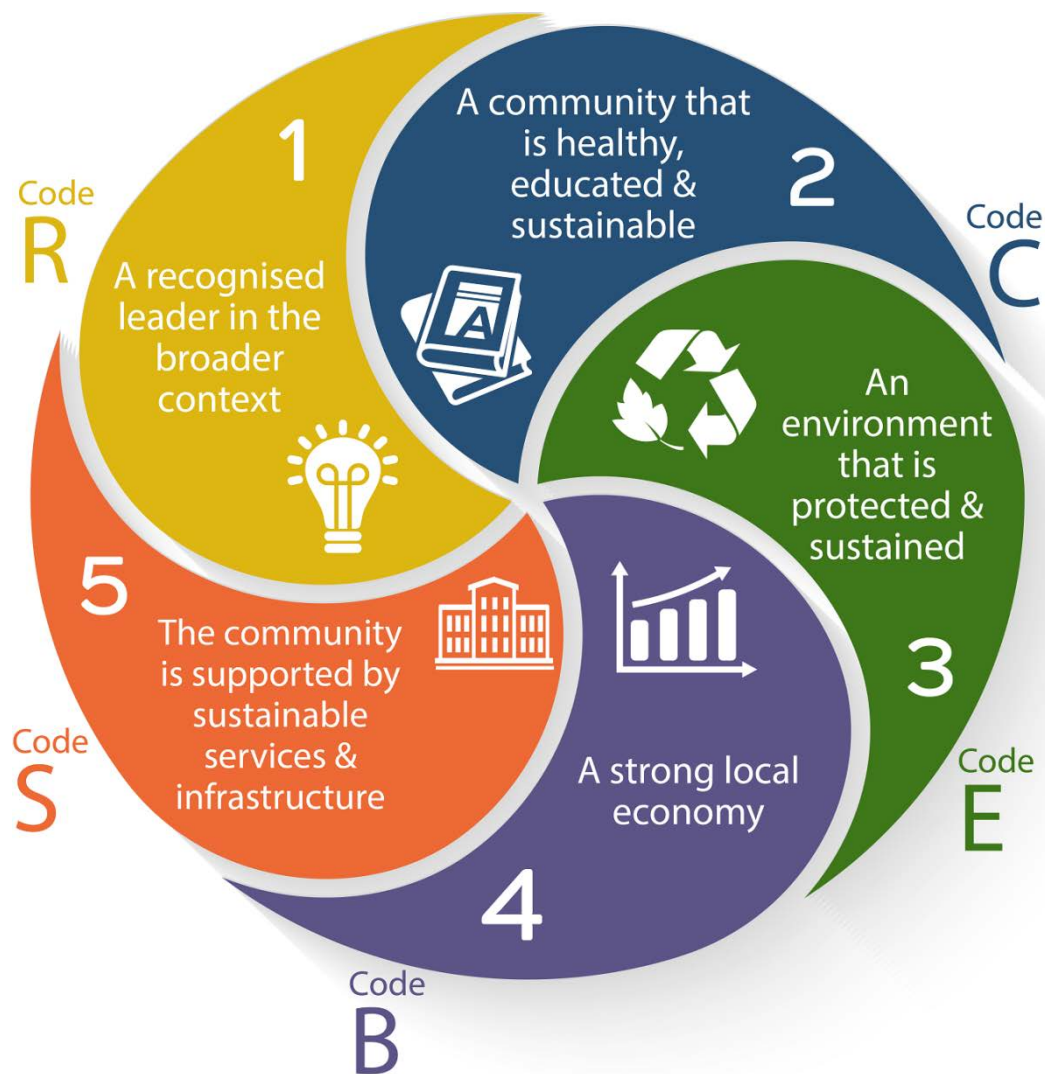 Code
R
1
A recognised
leader in the
broader
context
A community that
is healthy,
educated &
sustainable
2
A
Code
C
An
environment
that is
protected &
sustained
3
Code
E
A strong local
economy
4
Code
B
5
The community
is supported by
sustainable
services &
infrastructure
Code
S